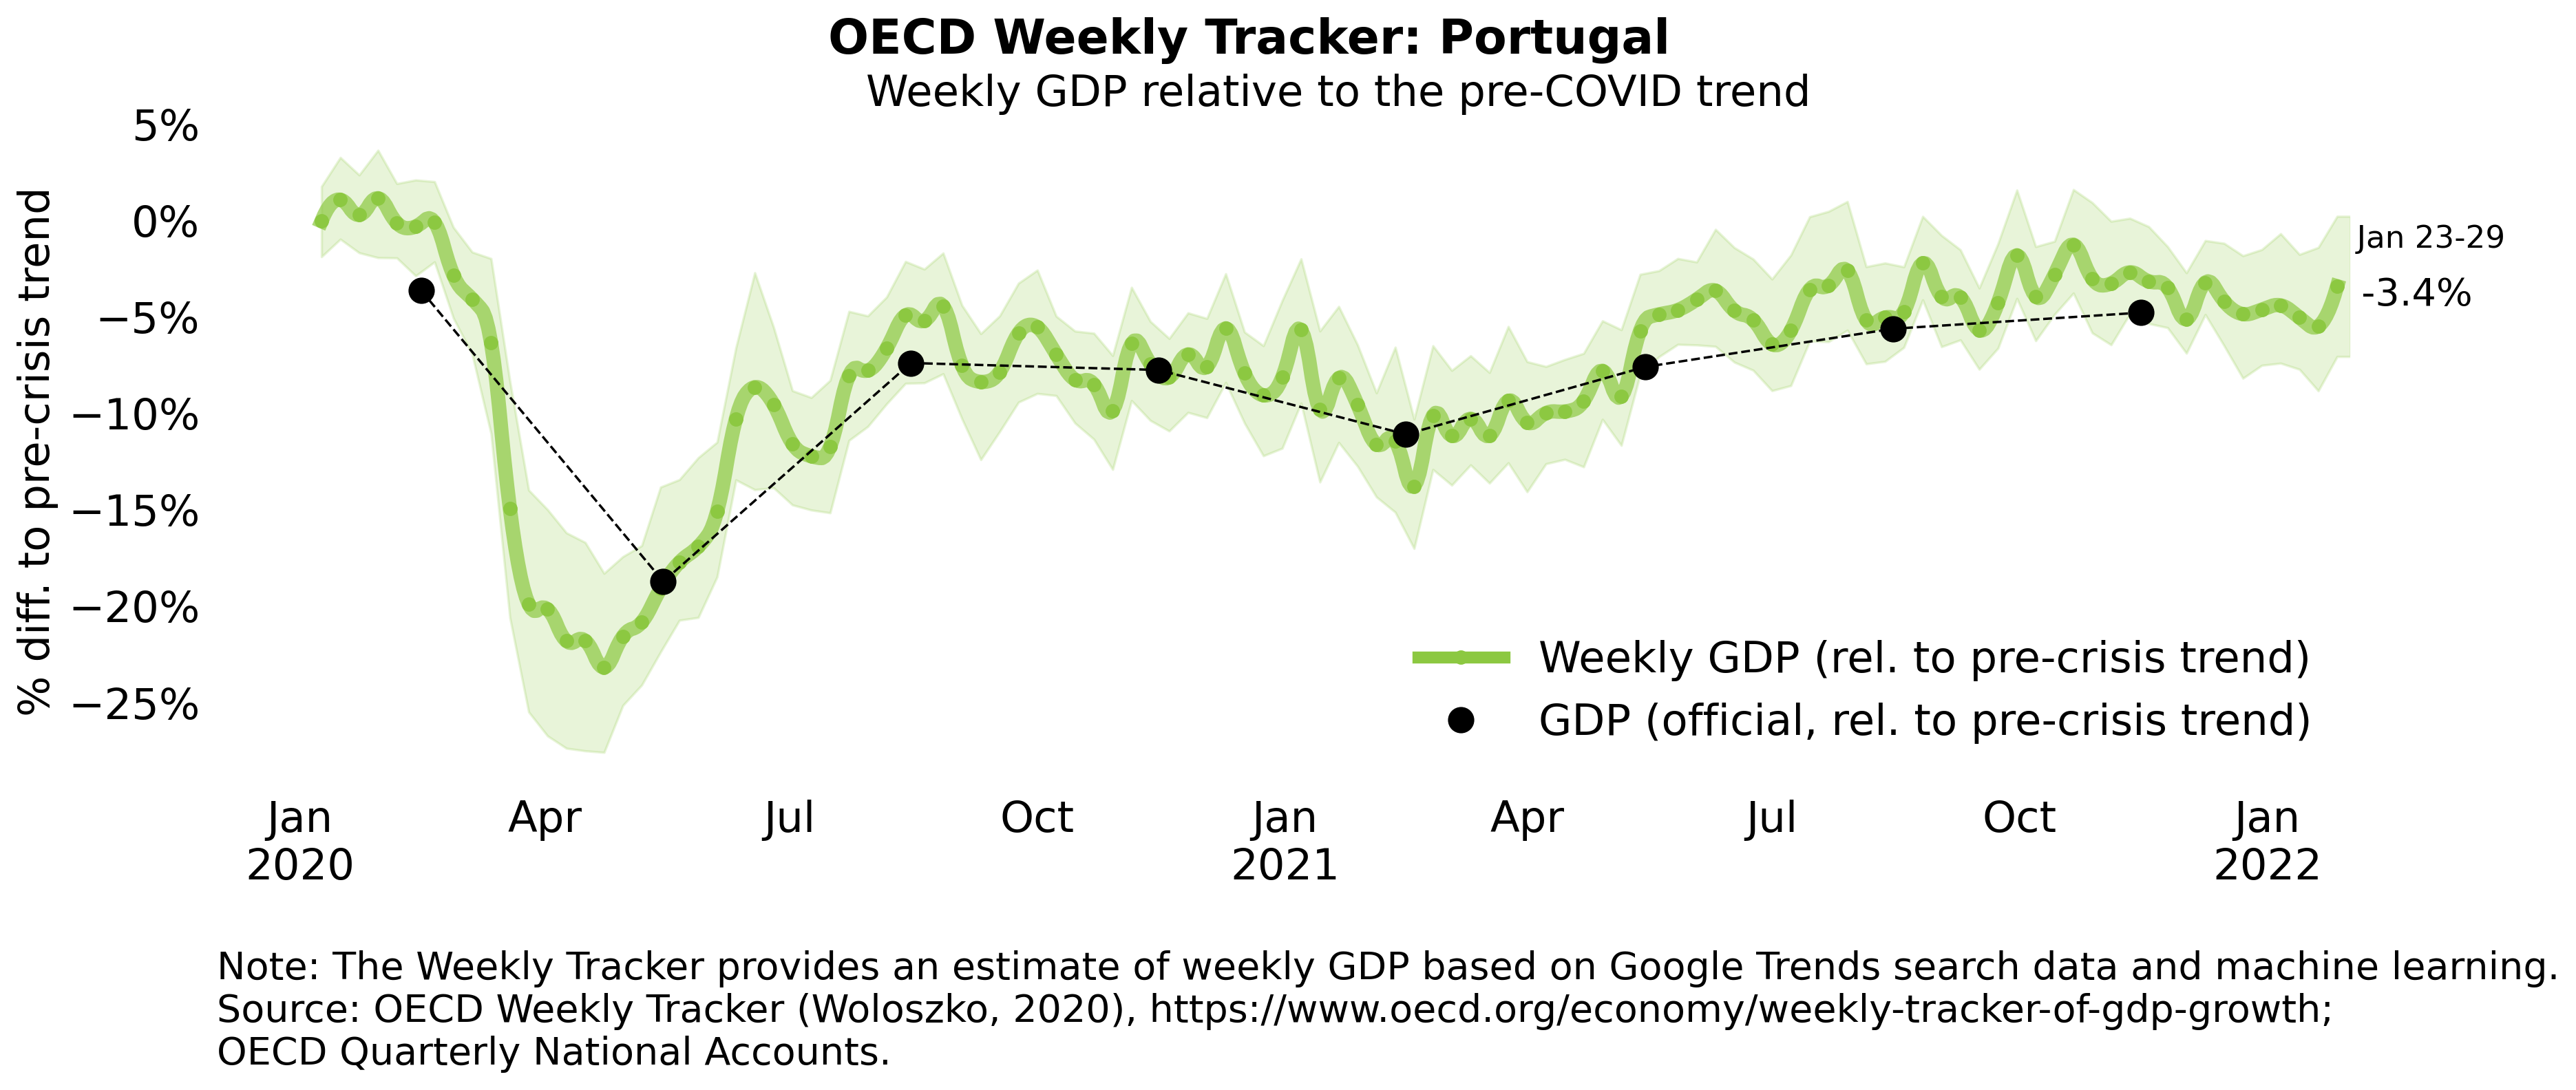 OECD Weekly Tracker: Portugal
Weekly GDP relative to the pre-COVID trend
% diff. to pre-crisis trend
5%
0%
−5%
−10%
−15%
−20%
−25%
Jan 23-29
-3.4%
Weekly GDP (rel. to pre-crisis trend)
GDP (official, rel. to pre-crisis trend)
Jan Apr Jul Oct Jan Apr Jul Oct Jan
2020 2021 2022
Note: The Weekly Tracker provides an estimate of weekly GDP based on Google Trends search data and machine learning.
Source: OECD Weekly Tracker (Woloszko, 2020), https://www.oecd.org/economy/weekly-tracker-of-gdp-growth;
OECD Quarterly National Accounts.